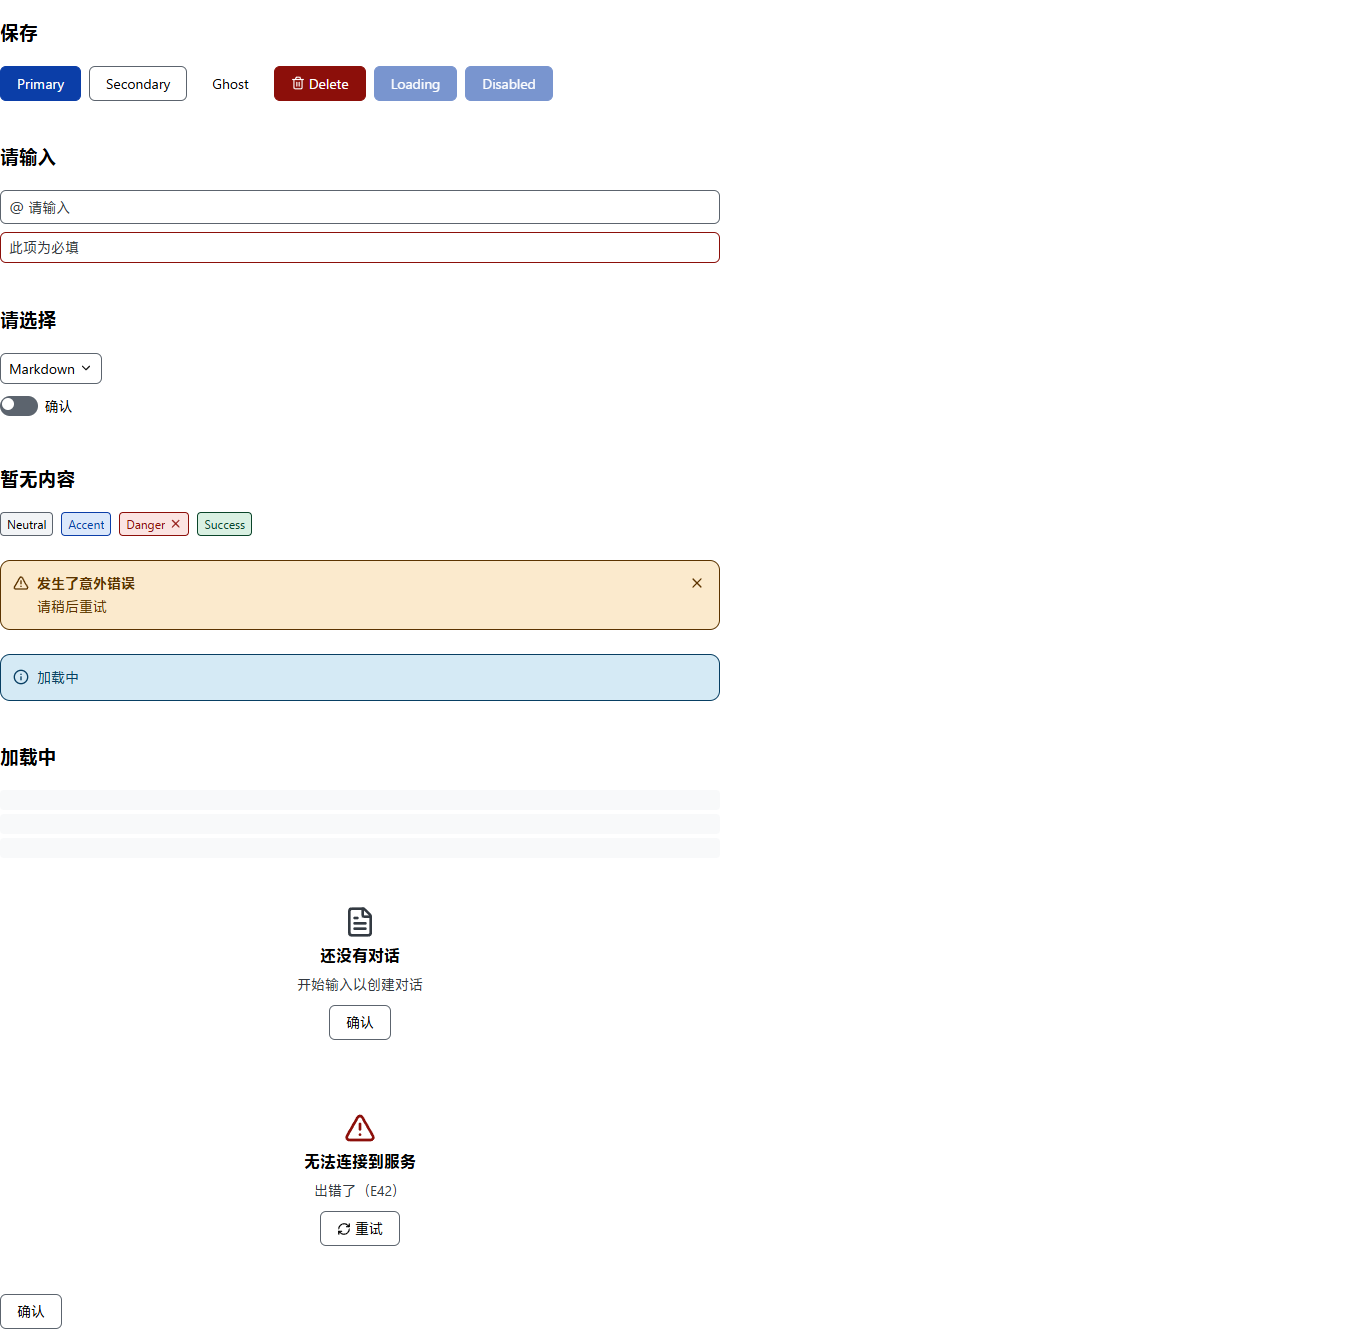 保存
Primary Secondary Ghost Delete Loading Disabled
请输入
@ 请输入
此项为必填
请选择
Markdown
确认
暂无内容
Neutral Accent Danger Success
发生了意外错误
请稍后重试
加载中
加载中
还没有对话
开始输入以创建对话
确认
无法连接到服务
出错了（E42）
重试
确认